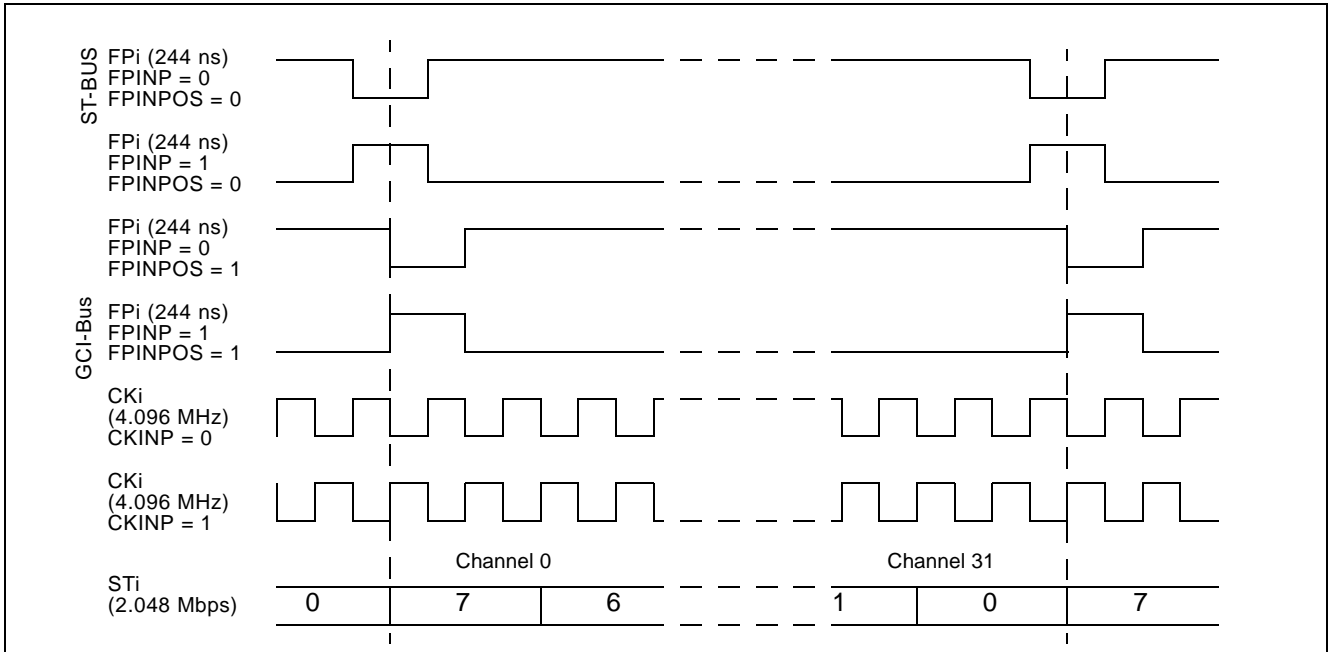 ST-BUS
FPi (244 ns)
FPINP = 0
FPINPOS = 0
FPi (244 ns)
FPINP = 1
FPINPOS = 0
FPi (244 ns)
FPINP = 0
FPINPOS = 1
GCI-Bus
FPi (244 ns)
FPINP = 1
FPINPOS = 1
CKi
(4.096 MHz)
CKINP = 0
CKi
(4.096 MHz)
CKINP = 1
Channel 0 Channel 31
STi
(2.048 Mbps)
0 7 6 1 0 7